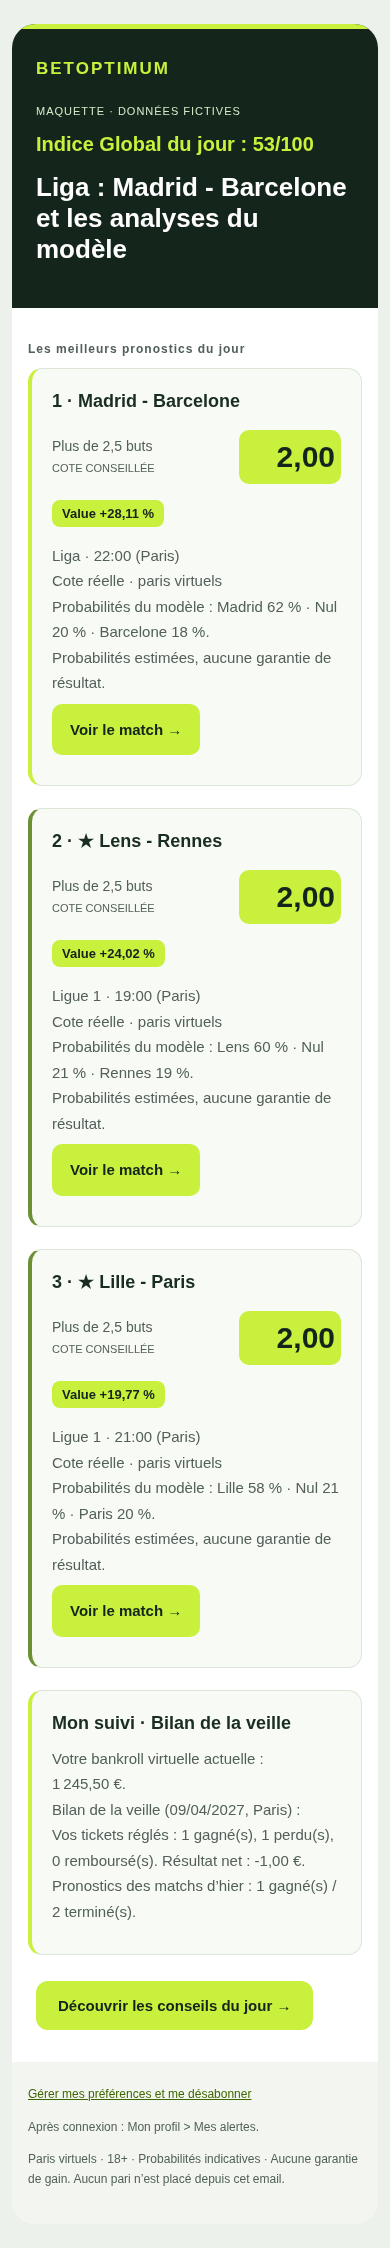 BETOPTIMUM
MAQUETTE · DONNÉES FICTIVES
Indice Global du jour : 53/100
Liga : Madrid - Barcelone
et les analyses du
modèle
Les meilleurs pronostics du jour
1 · Madrid - Barcelone
Plus de 2,5 buts
COTE CONSEILLÉE
2,00
Value +28,11 %
Liga · 22:00 (Paris)
Cote réelle · paris virtuels
Probabilités du modèle : Madrid 62 % · Nul
20 % · Barcelone 18 %.
Probabilités estimées, aucune garantie de
résultat.
Voir le match →
2 · ★ Lens - Rennes
Plus de 2,5 buts
COTE CONSEILLÉE
2,00
Value +24,02 %
Ligue 1 · 19:00 (Paris)
Cote réelle · paris virtuels
Probabilités du modèle : Lens 60 % · Nul
21 % · Rennes 19 %.
Probabilités estimées, aucune garantie de
résultat.
Voir le match →
3 · ★ Lille - Paris
Plus de 2,5 buts
COTE CONSEILLÉE
2,00
Value +19,77 %
Ligue 1 · 21:00 (Paris)
Cote réelle · paris virtuels
Probabilités du modèle : Lille 58 % · Nul 21
% · Paris 20 %.
Probabilités estimées, aucune garantie de
résultat.
Voir le match →
Mon suivi · Bilan de la veille
Votre bankroll virtuelle actuelle :
1 245,50 €.
Bilan de la veille (09/04/2027, Paris) :
Vos tickets réglés : 1 gagné(s), 1 perdu(s),
0 remboursé(s). Résultat net : -1,00 €.
Pronostics des matchs d’hier : 1 gagné(s) /
2 terminé(s).
Découvrir les conseils du jour →
Gérer mes préférences et me désabonner
Après connexion : Mon profil > Mes alertes.
Paris virtuels · 18+ · Probabilités indicatives · Aucune garantie
de gain. Aucun pari n’est placé depuis cet email.